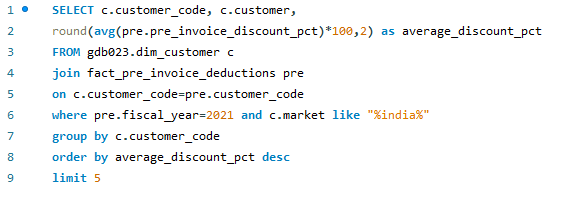 1 SELECT c.customer_code, c.customer,
2 round(avg(pre.pre_invoice_discount_pct)*100,2) as average_discount_pct
3 FROM gdb023.dim_customer c
4 join fact_pre_invoice_deductions pre
5 on c.customer_code=pre.customer_code
6 where pre.fiscal_year=2021 and c.market like "%india%"
7 group by c.customer_code
8 order by average_discount_pct desc
9 limit 5